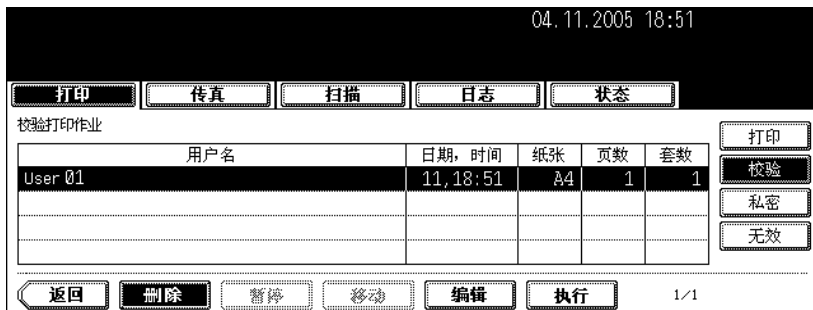 04.11.2005 18:51
打印 传真 扫描 日志 状态
校验打印作业
用户名 日期，时间 纸张 页数 套数
User 01 11,18:51 A4 1 1
打印
校验
私密
无效
返回 删除 暂停 移动 编辑 执行 1/1